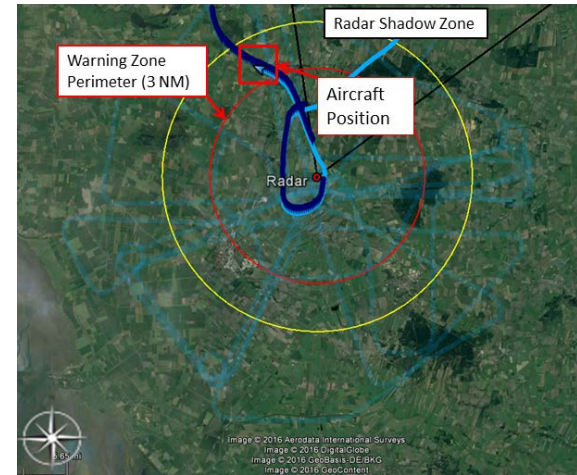 Radar Shadow Zone
Warning Zone
Perimeter (3 NM)
Aircraft
Position
Radar
Image © 2016 Aerodata International Surveys
Image © 2016 DigitalGlobe
Image © 2016 GeoBasis-DE/BKG
Image © 2016 GeoContent